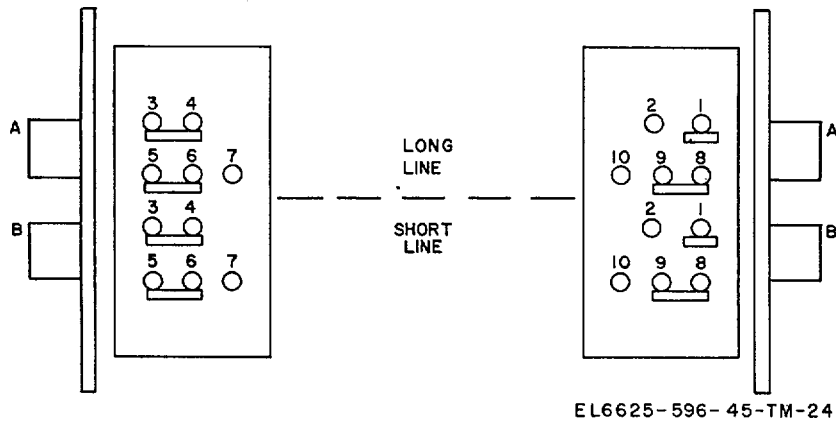 3 4
2 1
A
A
LONG
LINE
5 6 7
10 9 8
3 4
2 1
B
B
SHORT
LINE
5 6 7
10 9 8
EL6625-596-45-TM-24